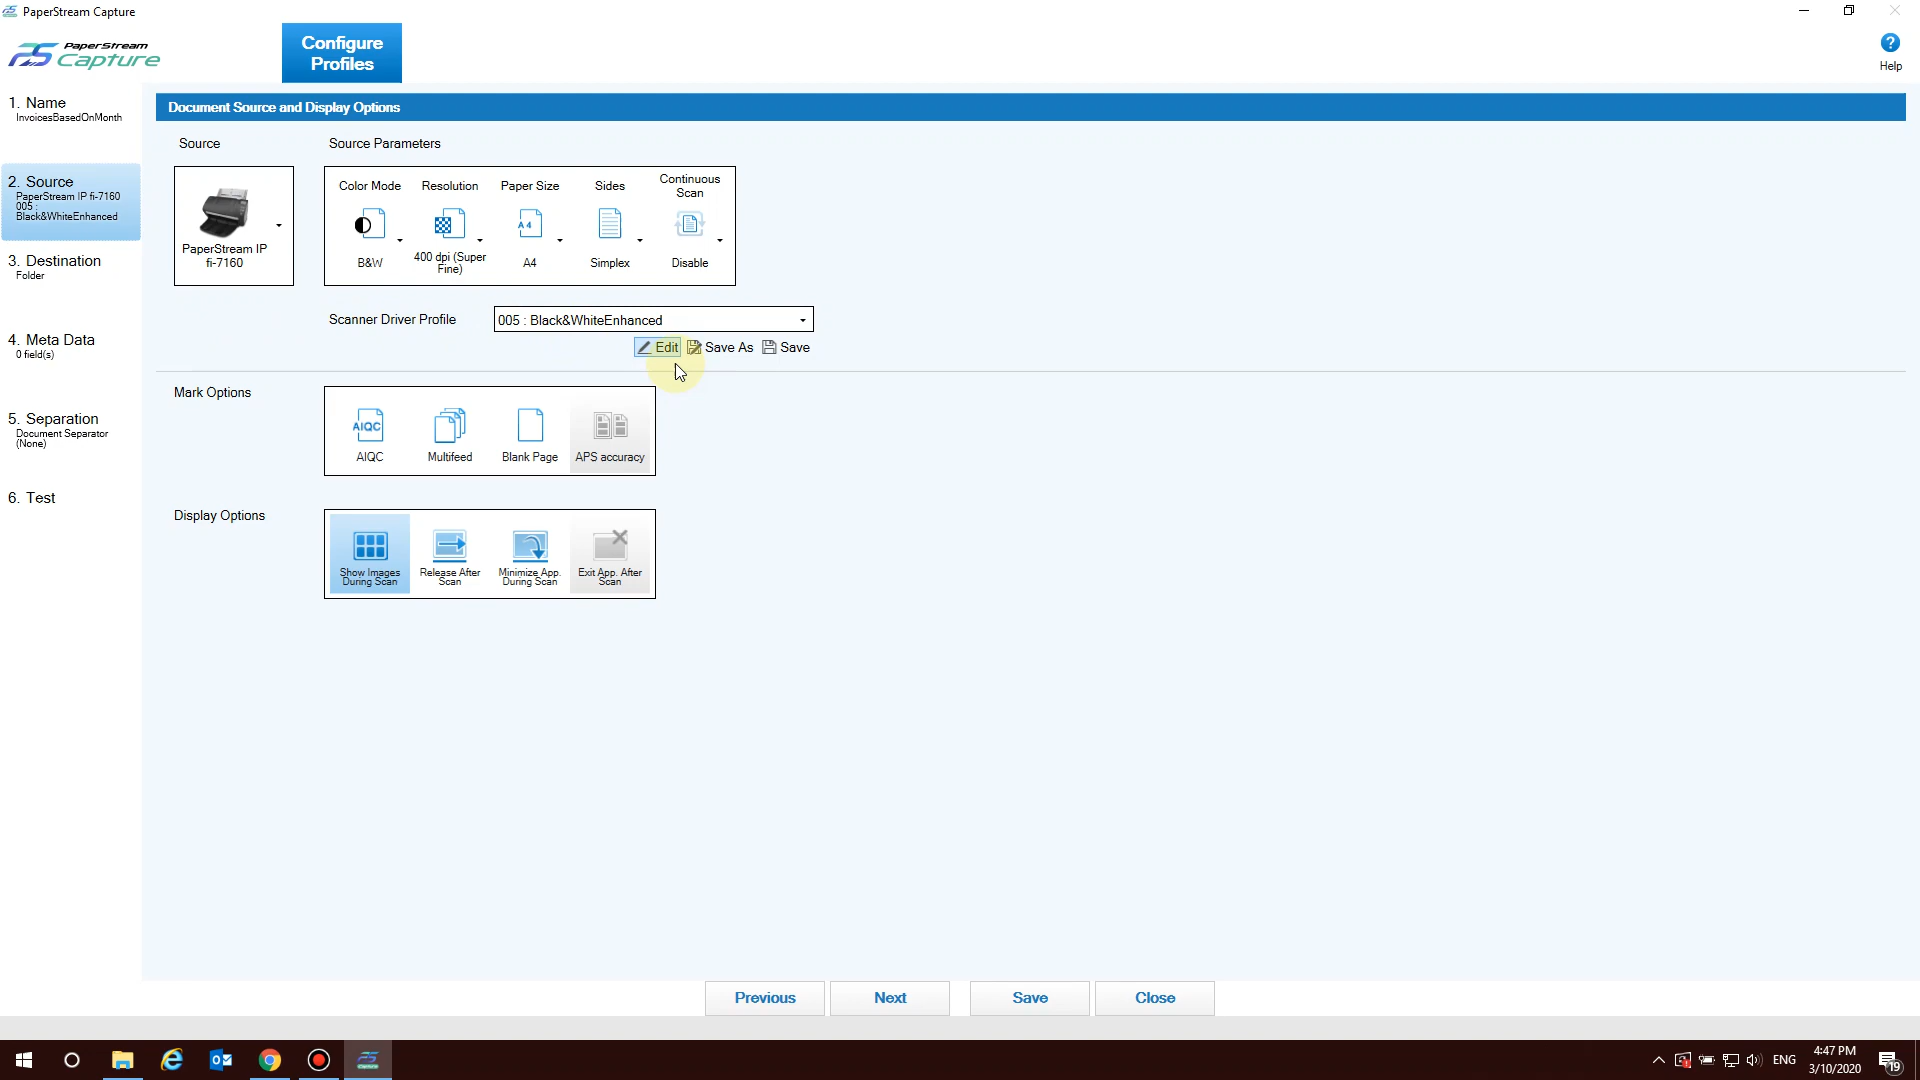 PaperStream Capture
PaperStream
Capture
Configure
Profiles
?
Help
1. Name
InvoicesBasedOnMonth
2. Source
PaperStream IP fi-7160
005 :
Black&WhiteEnhanced
3. Destination
Folder
4. Meta Data
0 field(s)
5. Separation
Document Separator
(None)
6. Test
Document Source and Display Options
Source
Source Parameters
PaperStream IP
fi-7160
Color Mode
B&W
Resolution
400 dpi (Super
Fine)
Paper Size
A4
A4
Sides
Simplex
Continuous
Scan
Disable
Scanner Driver Profile
005 : Black&WhiteEnhanced
Edit
Save As
Save
Mark Options
AIQC
AIQC
Multifeed
Blank Page
APS accuracy
Display Options
Show Images
During Scan
Release After
Scan
Minimize App.
During Scan
Exit App. After
Scan
Previous
Next
Save
Close
ENG
4:47 PM
3/10/2020
19